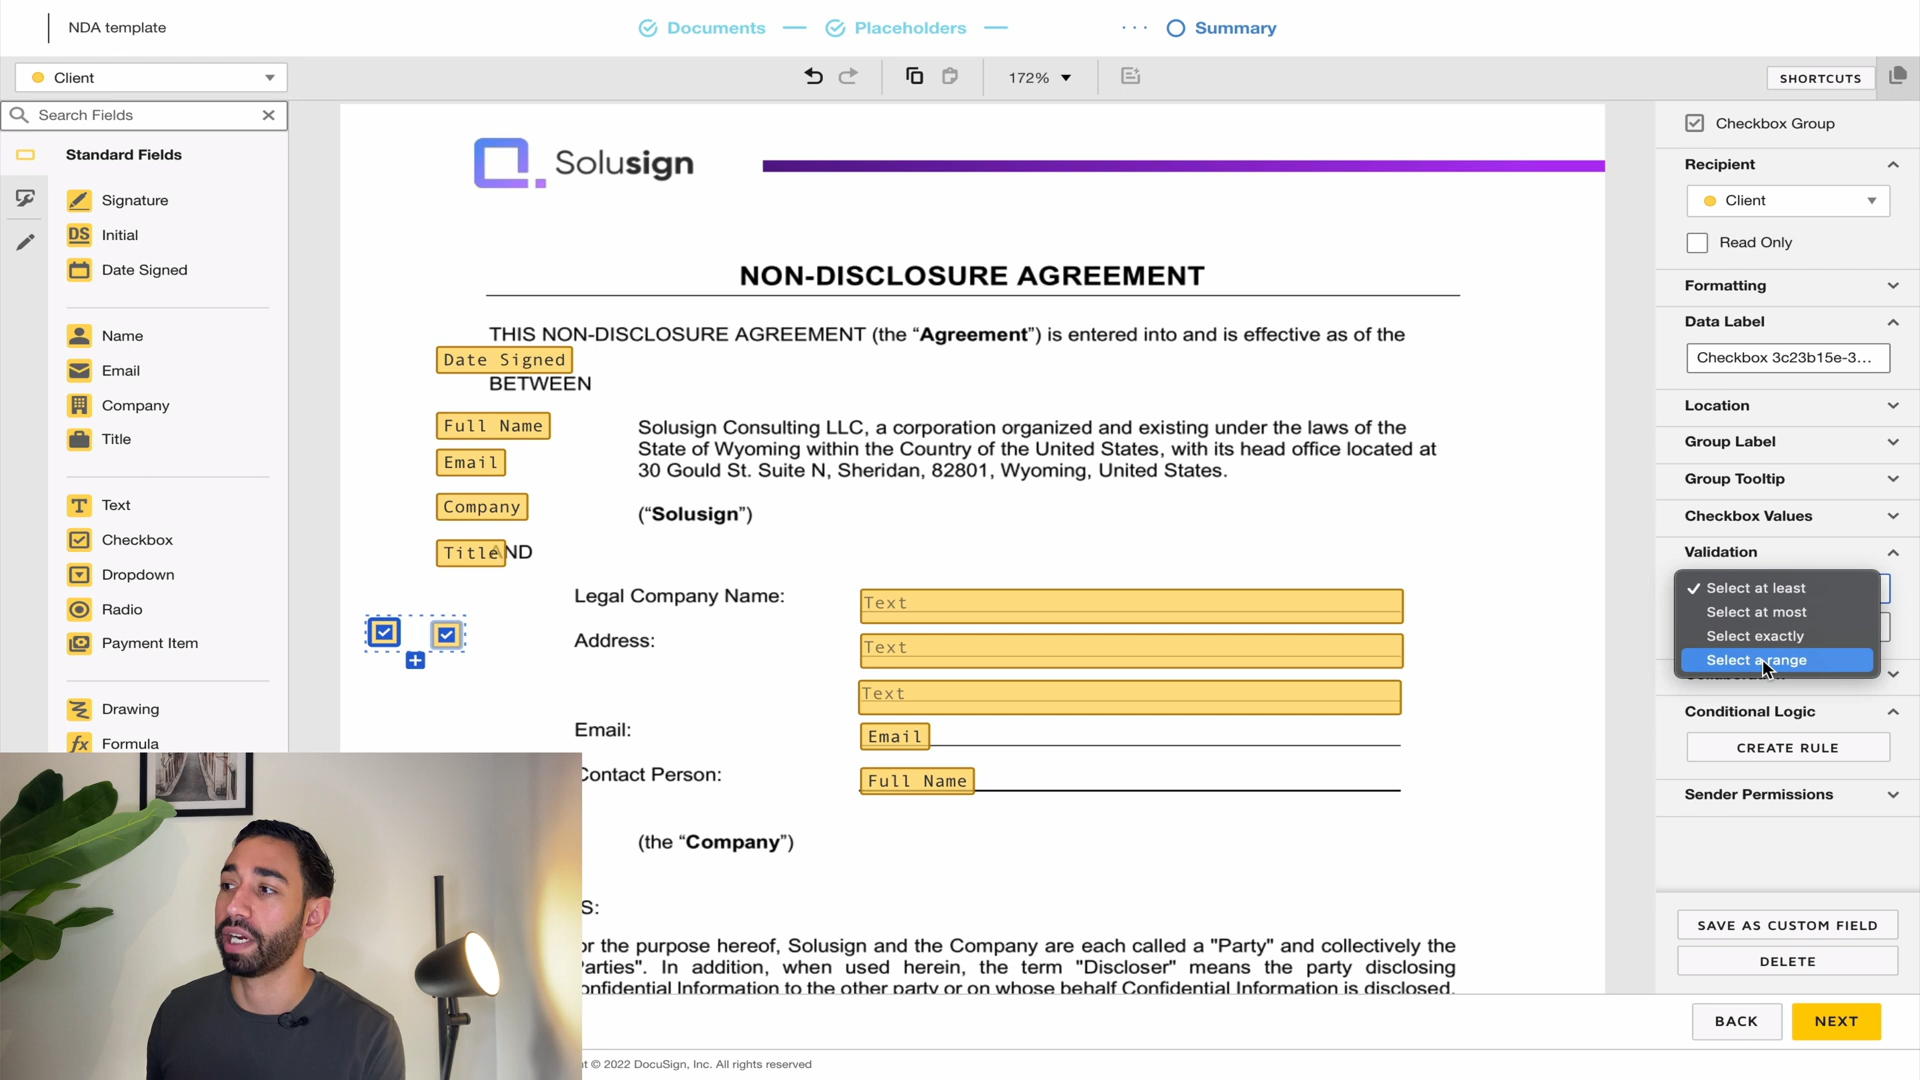 NDA template
Documents
Placeholders
Summary
Client
172%
SHORTCUTS
Search Fields
Standard Fields
Signature
DS Initial
Date Signed
Name
Email
Company
Title
T Text
Checkbox
Dropdown
Radio
Payment Item
Drawing
fx Formula
Solusign
NON-DISCLOSURE AGREEMENT
THIS NON-DISCLOSURE AGREEMENT (the “Agreement”) is entered into and is effective as of the
Date Signed
BETWEEN
Full Name
Email
Company
Solusign Consulting LLC, a corporation organized and existing under the laws of the
State of Wyoming within the Country of the United States, with its head office located at
30 Gould St. Suite N, Sheridan, 82801, Wyoming, United States.
(“Solusign”)
Title AND
Legal Company Name:
Text
Address:
Text
Text
Email:
Email
Contact Person:
Full Name
(the “Company”)
S:
or the purpose hereof, Solusign and the Company are each called a "Party" and collectively the
arties". In addition, when used herein, the term "Discloser" means the party disclosing
onfidential Information to the other party or on whose behalf Confidential Information is disclosed.
Checkbox Group
Recipient
Client
Read Only
Formatting
Data Label
Checkbox 3c23b15e-3...
Location
Group Label
Group Tooltip
Checkbox Values
Validation
✓ Select at least
Select at most
Select exactly
Select a range
Conditional Logic
CREATE RULE
Sender Permissions
SAVE AS CUSTOM FIELD
DELETE
BACK
NEXT
© 2022 DocuSign, Inc. All rights reserved